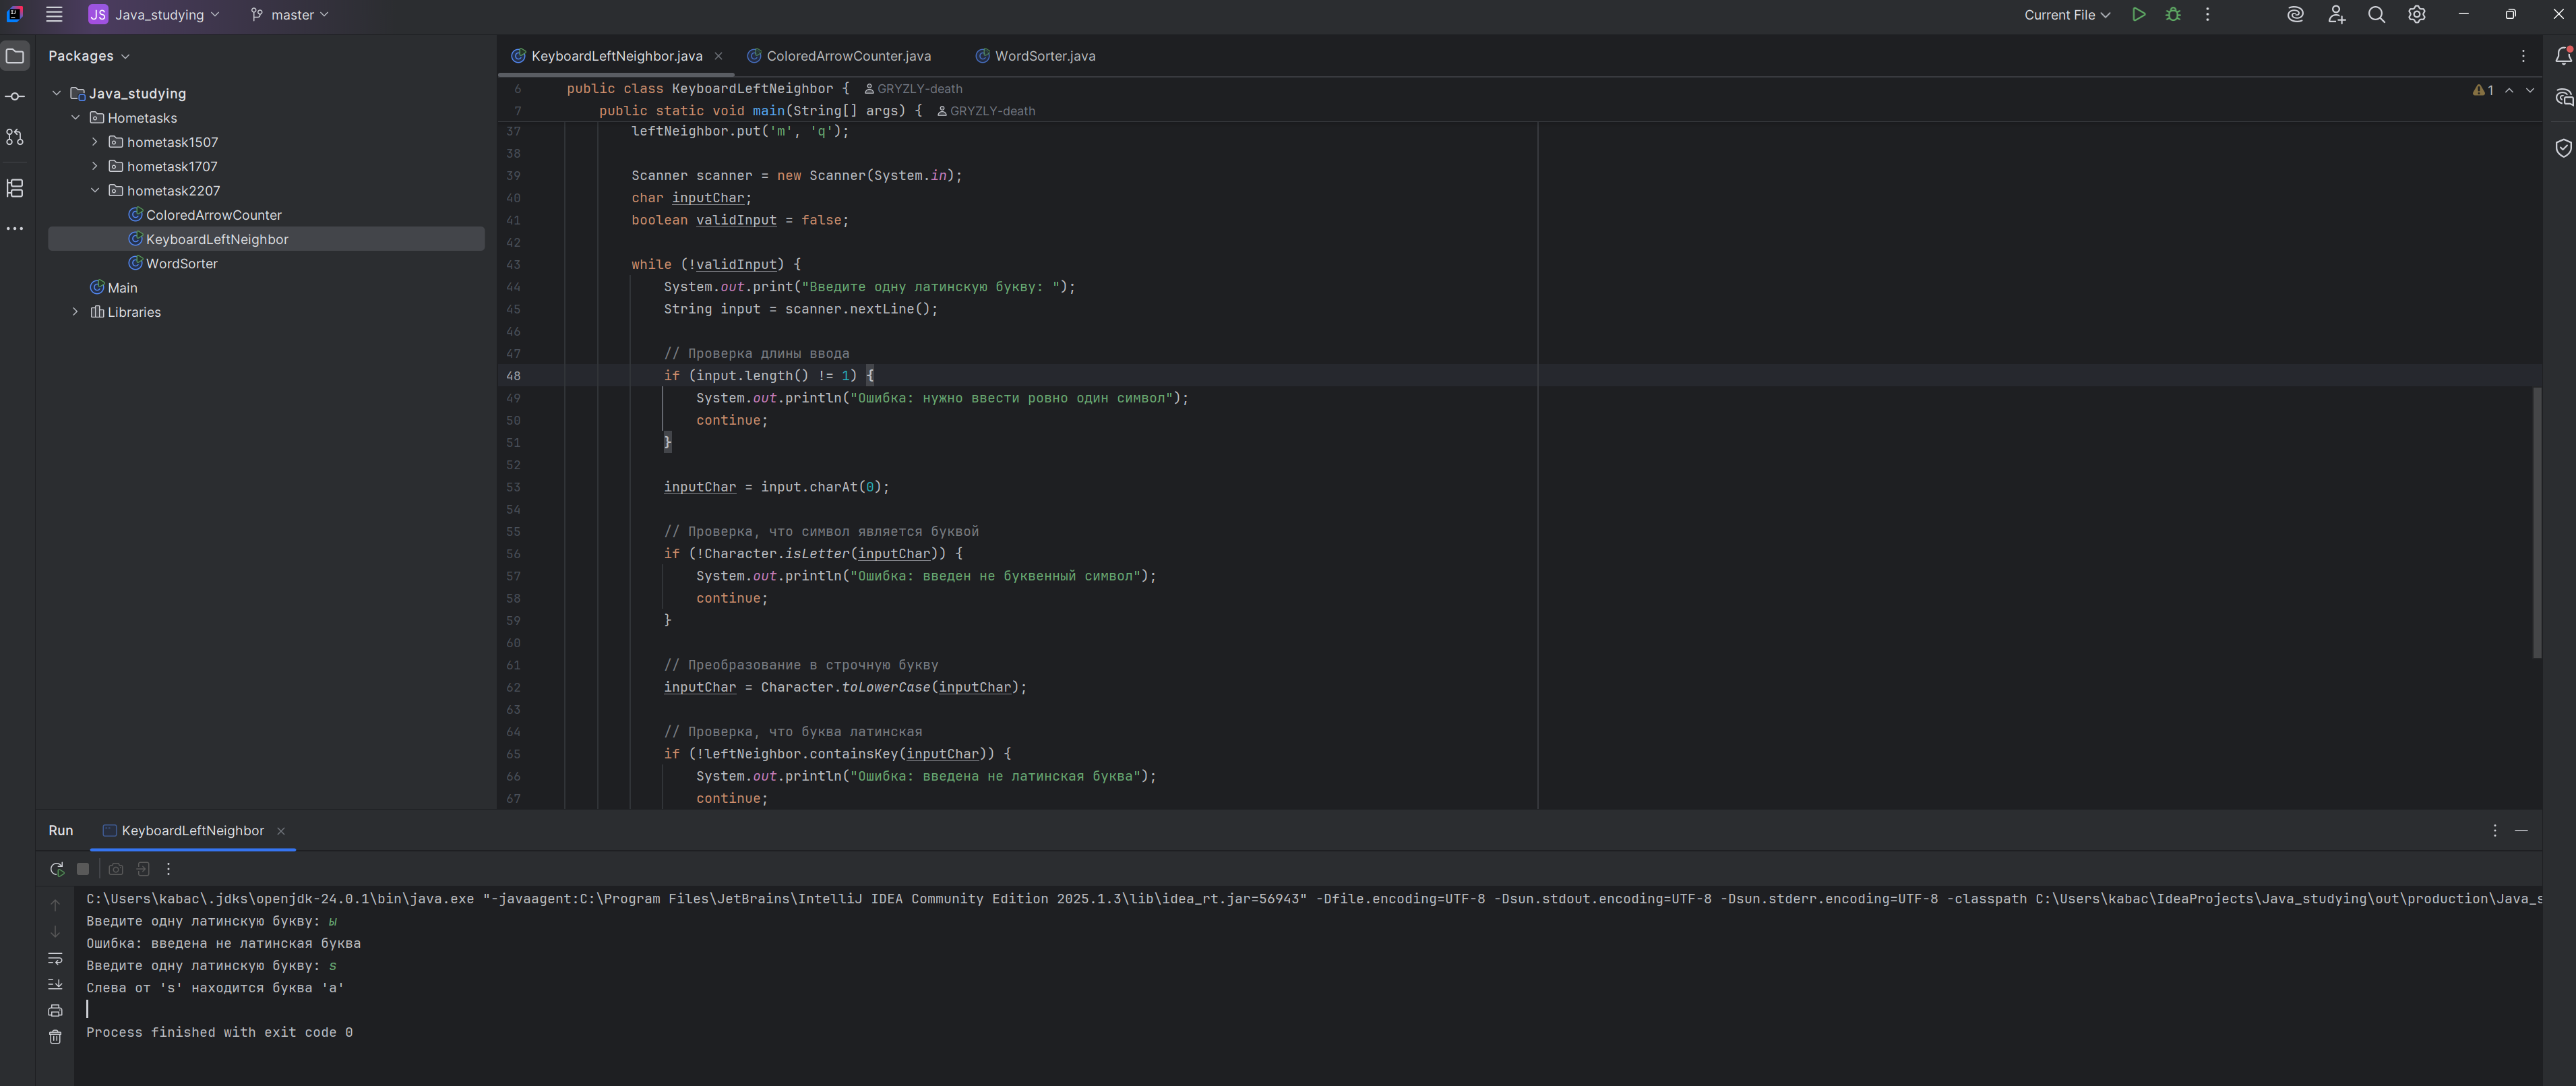 JS Java_studying master Current File
Packages
Java_studying
Hometasks
hometask1507
hometask1707
hometask2207
ColoredArrowCounter
KeyboardLeftNeighbor
WordSorter
Main
Libraries
KeyboardLeftNeighbor.java ColoredArrowCounter.java WordSorter.java
6 public class KeyboardLeftNeighbor { GRYZLY-death
1
7 public static void main(String[] args) { GRYZLY-death
37 leftNeighbor.put('m', 'q');
38
39 Scanner scanner = new Scanner(System.in);
40 char inputChar;
41 boolean validInput = false;
42
43 while (!validInput) {
44 System.out.print("Введите одну латинскую букву: ");
45 String input = scanner.nextLine();
46
47 // Проверка длины ввода
48 if (input.length() != 1) {
49 System.out.println("Ошибка: нужно ввести ровно один символ");
50 continue;
51 }
52
53 inputChar = input.charAt(0);
54
55 // Проверка, что символ является буквой
56 if (!Character.isLetter(inputChar)) {
57 System.out.println("Ошибка: введен не буквенный символ");
58 continue;
59 }
60
61 // Преобразование в строчную букву
62 inputChar = Character.toLowerCase(inputChar);
63
64 // Проверка, что буква латинская
65 if (!leftNeighbor.containsKey(inputChar)) {
66 System.out.println("Ошибка: введена не латинская буква");
67 continue;
Run KeyboardLeftNeighbor
C:\Users\kabac\.jdks\openjdk-24.0.1\bin\java.exe "-javaagent:C:\Program Files\JetBrains\IntelliJ IDEA Community Edition 2025.1.3\lib\idea_rt.jar=56943" -Dfile.encoding=UTF-8 -Dsun.stdout.encoding=UTF-8 -Dsun.stderr.encoding=UTF-8 -classpath C:\Users\kabac\IdeaProjects\Java_studying\out\production\Java_s
Введите одну латинскую букву: ы
Ошибка: введена не латинская буква
Введите одну латинскую букву: s
Слева от 's' находится буква 'a'
Process finished with exit code 0